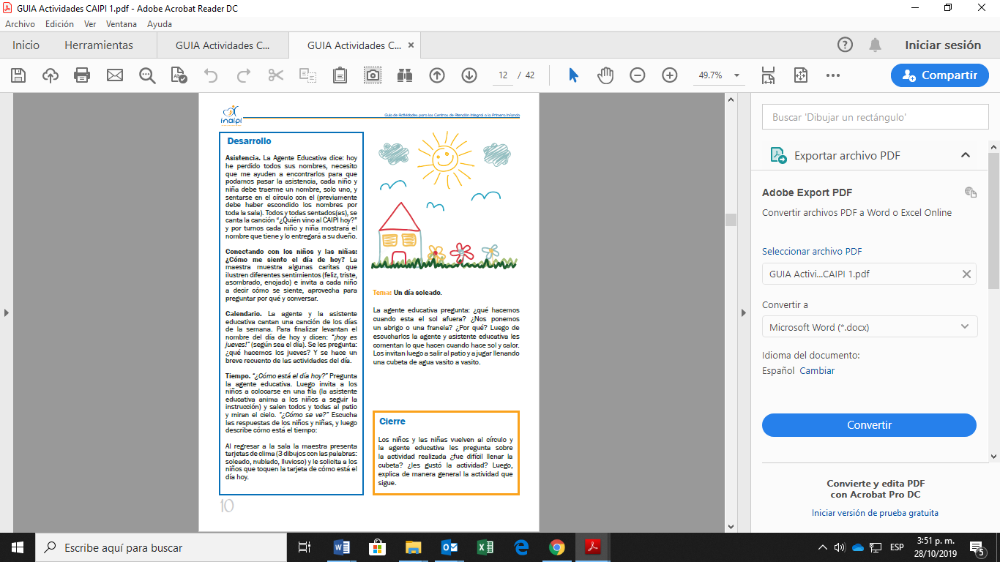 GUIA Actividades CAIPI 1.pdf - Adobe Acrobat Reader DC
Archivo Edición Ver Ventana Ayuda
Inicio Herramientas GUIA Actividades C... GUIA Actividades C... Iniciar sesión
12 / 42 49.7% Compartir
inaipi
Guía de Actividades para los Centros de Atención Integral a la Primera Infancia
Desarrollo
Asistencia. La Agente Educativa dice: hoy
he perdido todos sus nombres, necesito
que me ayuden a encontrarlos para que
podamos pasar la asistencia, cada niño y
niña debe traerme un nombre, solo uno, y
sentarse en el círculo con el (previamente
debe haber escondido los nombres por
toda la sala). Todos y todas sentados(as), se
canta la canción “¿Quién vino al CAIPI hoy?”
y por turnos cada niño y niña mostrará el
nombre que tiene y lo entregará a su dueño.
Conectando con los niños y las niñas:
¿Cómo me siento el día de hoy? La
maestra muestra algunas caritas que
ilustren diferentes sentimientos (feliz, triste,
asombrado, enojado) e invita a cada niño
a decir cómo se siente, aprovecha para
preguntar por qué y conversar.
Calendario. La agente y la asistente
educativa cantan una canción de los días
de la semana. Para finalizar levantan el
nombre del día de hoy y dicen: “¡hoy es
jueves!” (según sea el día). Se les pregunta:
¿qué hacemos los jueves? Y se hace un
breve recuento de las actividades del día.
Tiempo. “¿Cómo está el día hoy?” Pregunta
la agente educativa. Luego invita a los
niños a colocarse en una fila (la asistente
educativa anima a los niños a seguir la
instrucción) y salen todos y todas al patio
y miran el cielo. “¿Cómo se ve?” Escucha
las respuestas de los niños y niñas, y luego
describe cómo está el tiempo:
Al regresar a la sala la maestra presenta
tarjetas de clima (3 dibujos con las palabras:
soleado, nublado, lluvioso) y le solicita a los
niños que toquen la tarjeta de cómo está el
día hoy.
10
Tema: Un día soleado.
La agente educativa pregunta: ¿qué hacemos
cuando esta el sol afuera? ¿Nos ponemos
un abrigo o una franela? ¿Por qué? Luego de
escucharlos la agente y asistente educativa les
comentan lo que hacen cuando hace sol y calor.
Los invitan luego a salir al patio y a jugar llenando
una cubeta de agua vasito a vasito.
Cierre
Los niños y las niñas vuelven al círculo y
la agente educativa les pregunta sobre
la actividad realizada ¿fue difícil llenar la
cubeta? ¿les gustó la actividad? Luego,
explica de manera general la actividad que
sigue.
Buscar 'Dibujar un rectángulo'
Exportar archivo PDF
Adobe Export PDF
Convertir archivos PDF a Word o Excel Online
Seleccionar archivo PDF
GUIA Activi...CAIPI 1.pdf
Convertir a
Microsoft Word (*.docx)
Idioma del documento:
Español Cambiar
Convertir
Convierte y edita PDF
con Acrobat Pro DC
Iniciar versión de prueba gratuita
Escribe aquí para buscar
ESP
3:51 p. m.
28/10/2019
5